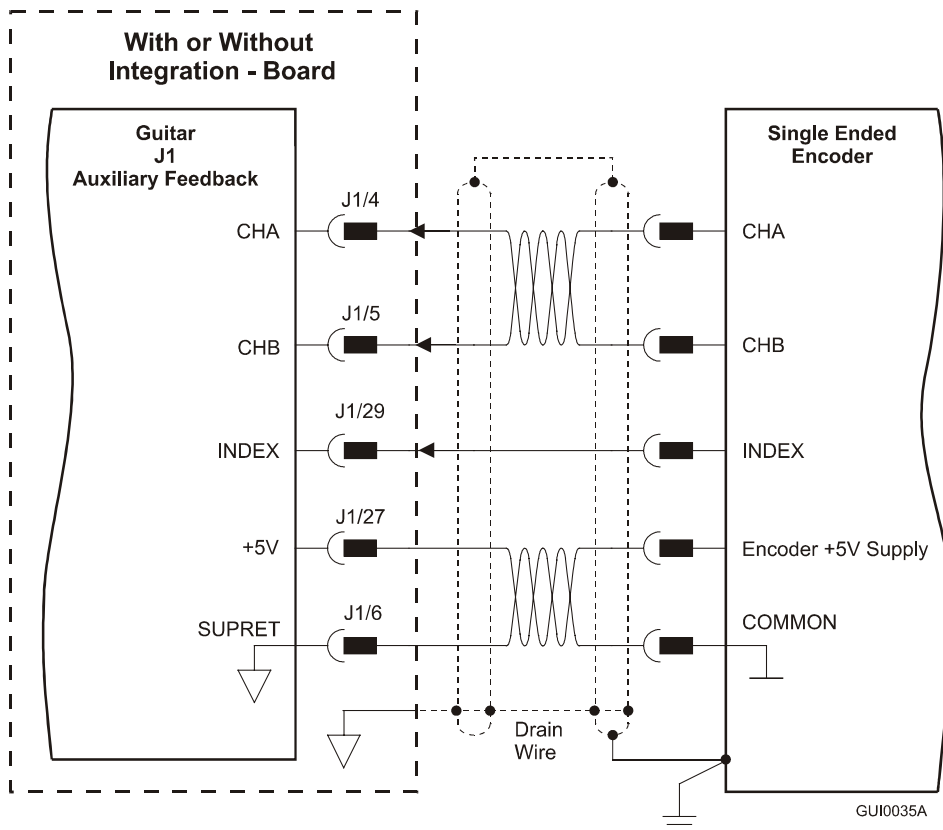 With or Without
Integration - Board
Guitar
J1
Auxiliary Feedback
Single Ended
Encoder
J1/4
CHA
CHA
J1/5
CHB
CHB
J1/29
INDEX
INDEX
J1/27
+5V
Encoder +5V Supply
J1/6
SUPRET
COMMON
Drain
Wire
GUI0035A